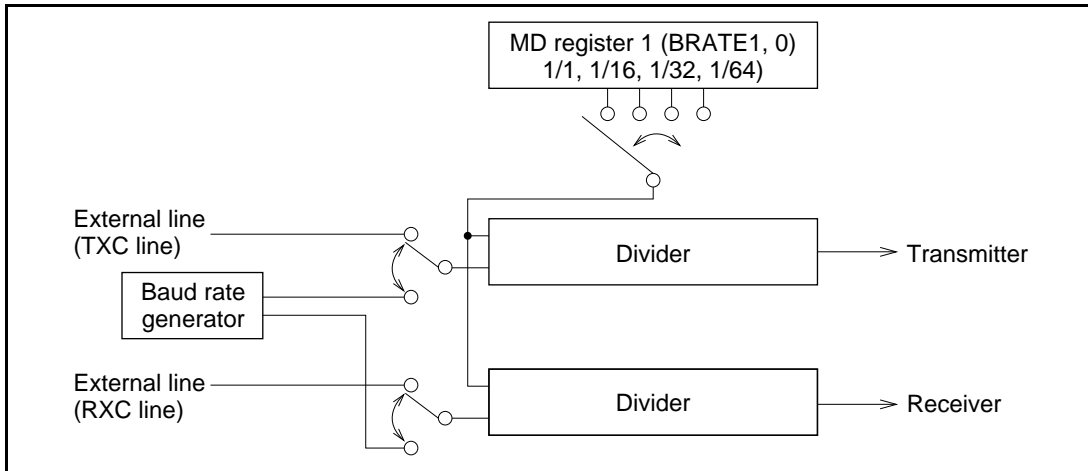 MD register 1 (BRATE1, 0)
1/1, 1/16, 1/32, 1/64)
External line
(TXC line)
Divider
Transmitter
Baud rate
generator
External line
(RXC line)
Divider
Receiver